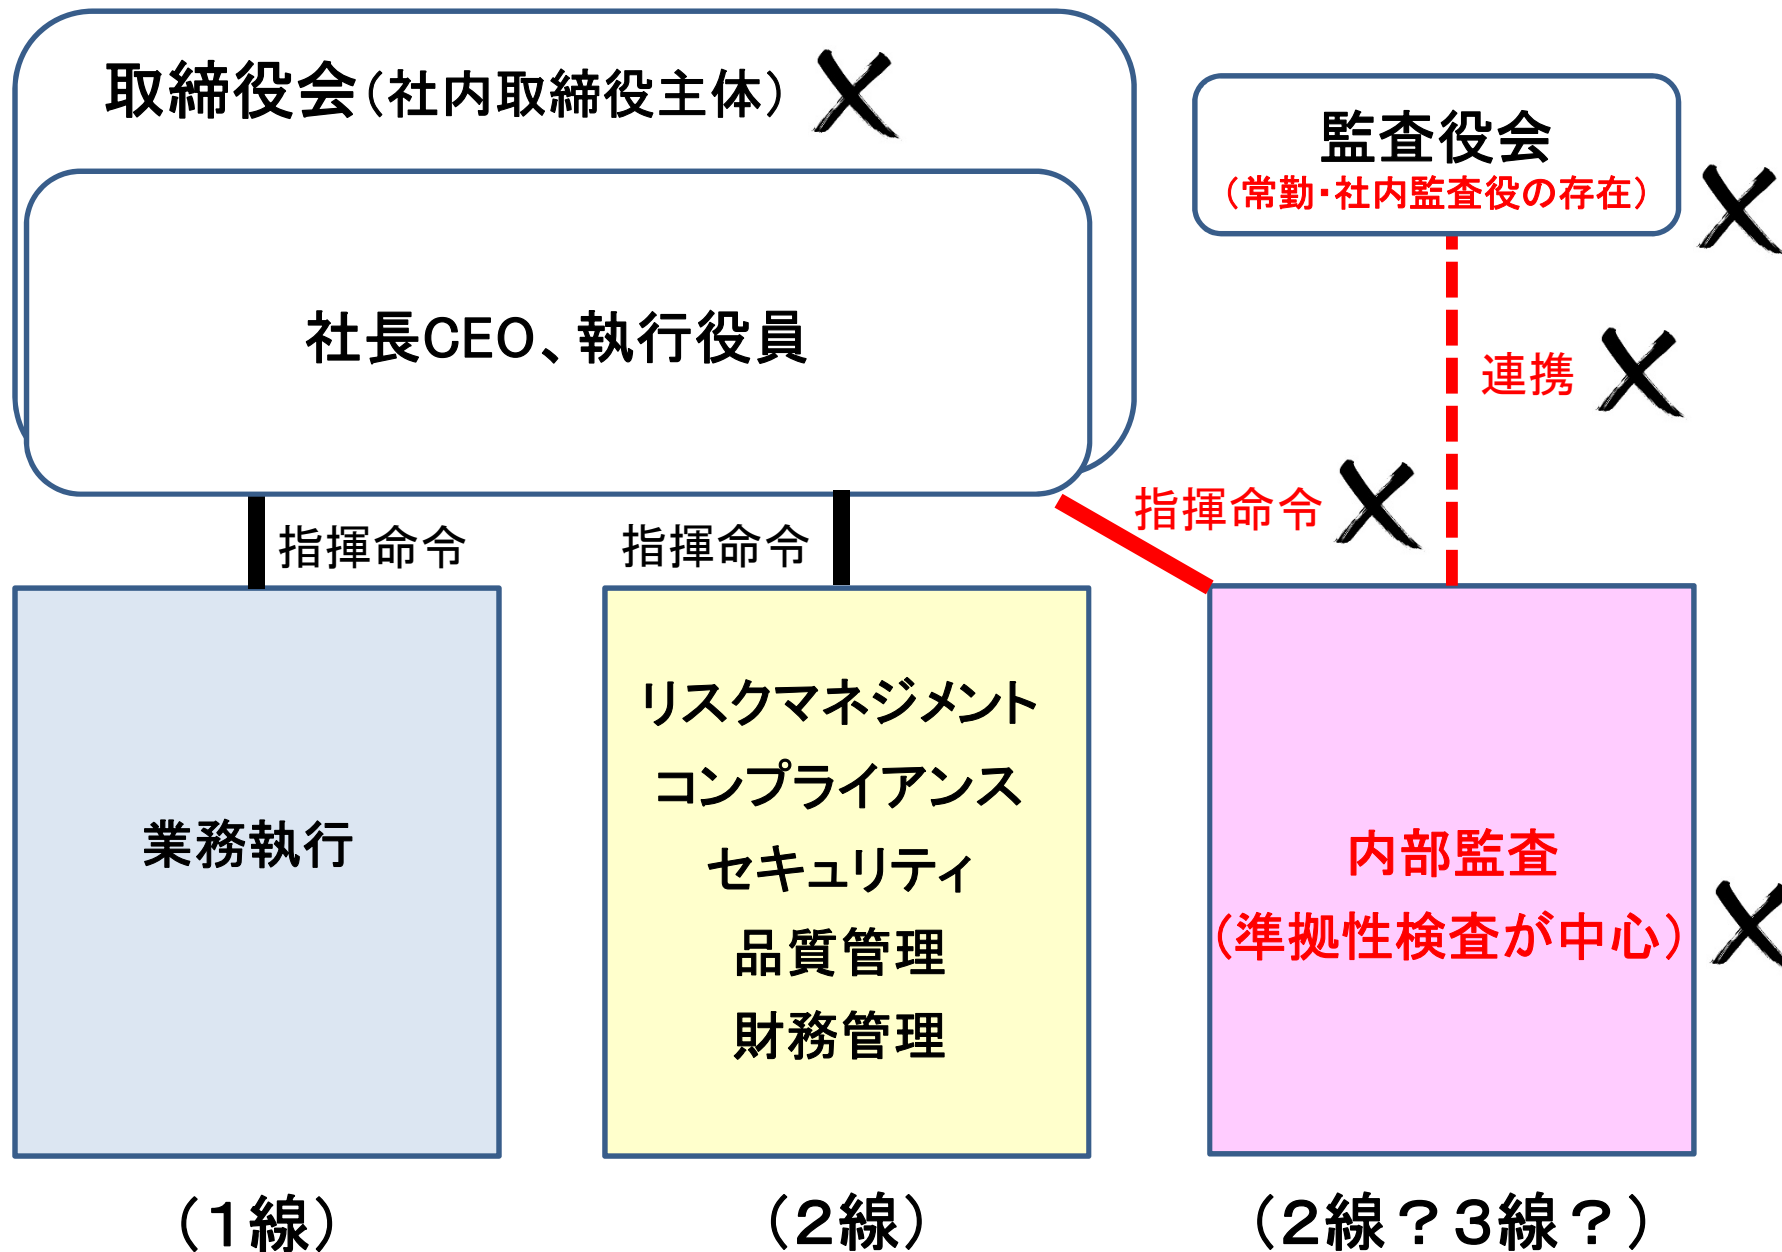 取締役会(社内取締役主体)
監査役会
(常勤・社内監査役の存在)
社長CEO、執行役員
連携
指揮命令
指揮命令
指揮命令
業務執行
リスクマネジメント
コンプライアンス
セキュリティ
品質管理
財務管理
内部監査
(準拠性検査が中心)
(1線)
(2線)
(2線?3線?)